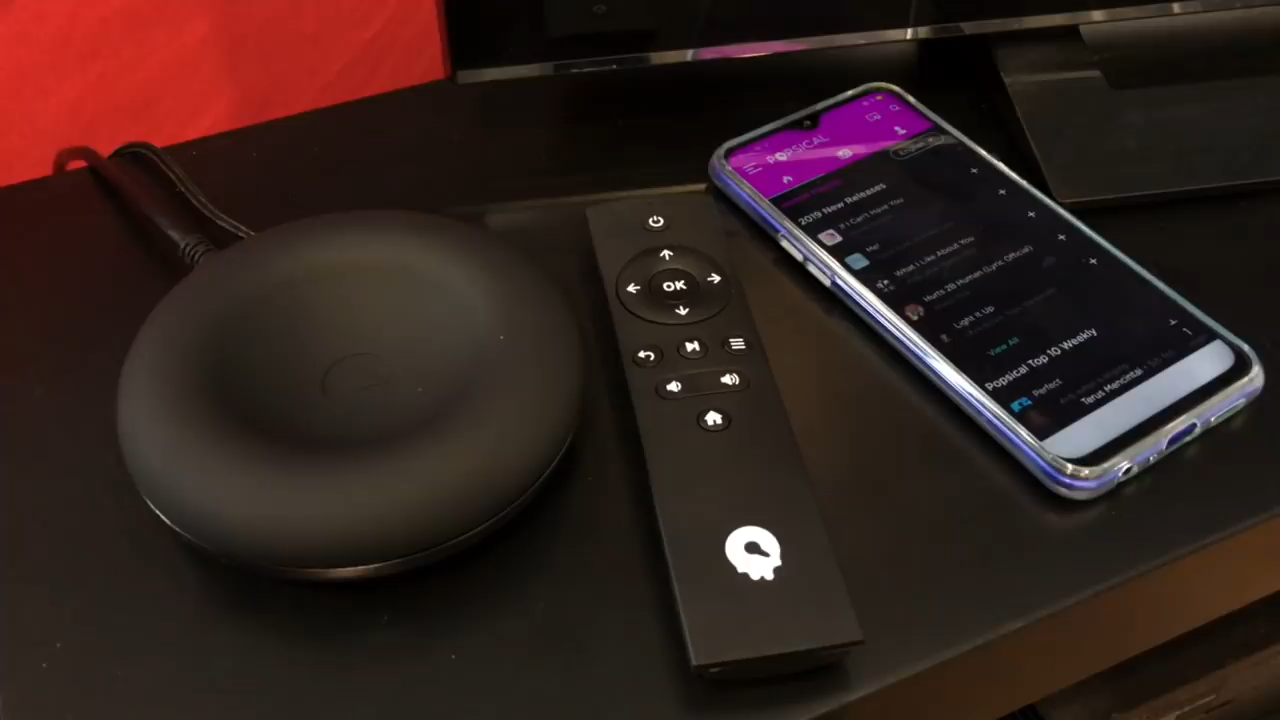 OK
POPSICAL
2019 New Releases
If I Can't Have You
Me!
What I Like About You
Hurts 2B Human (Lyric Official)
Light It Up
View All
Popsical Top 10 Weekly
Perfect
Terus Mencintai
1